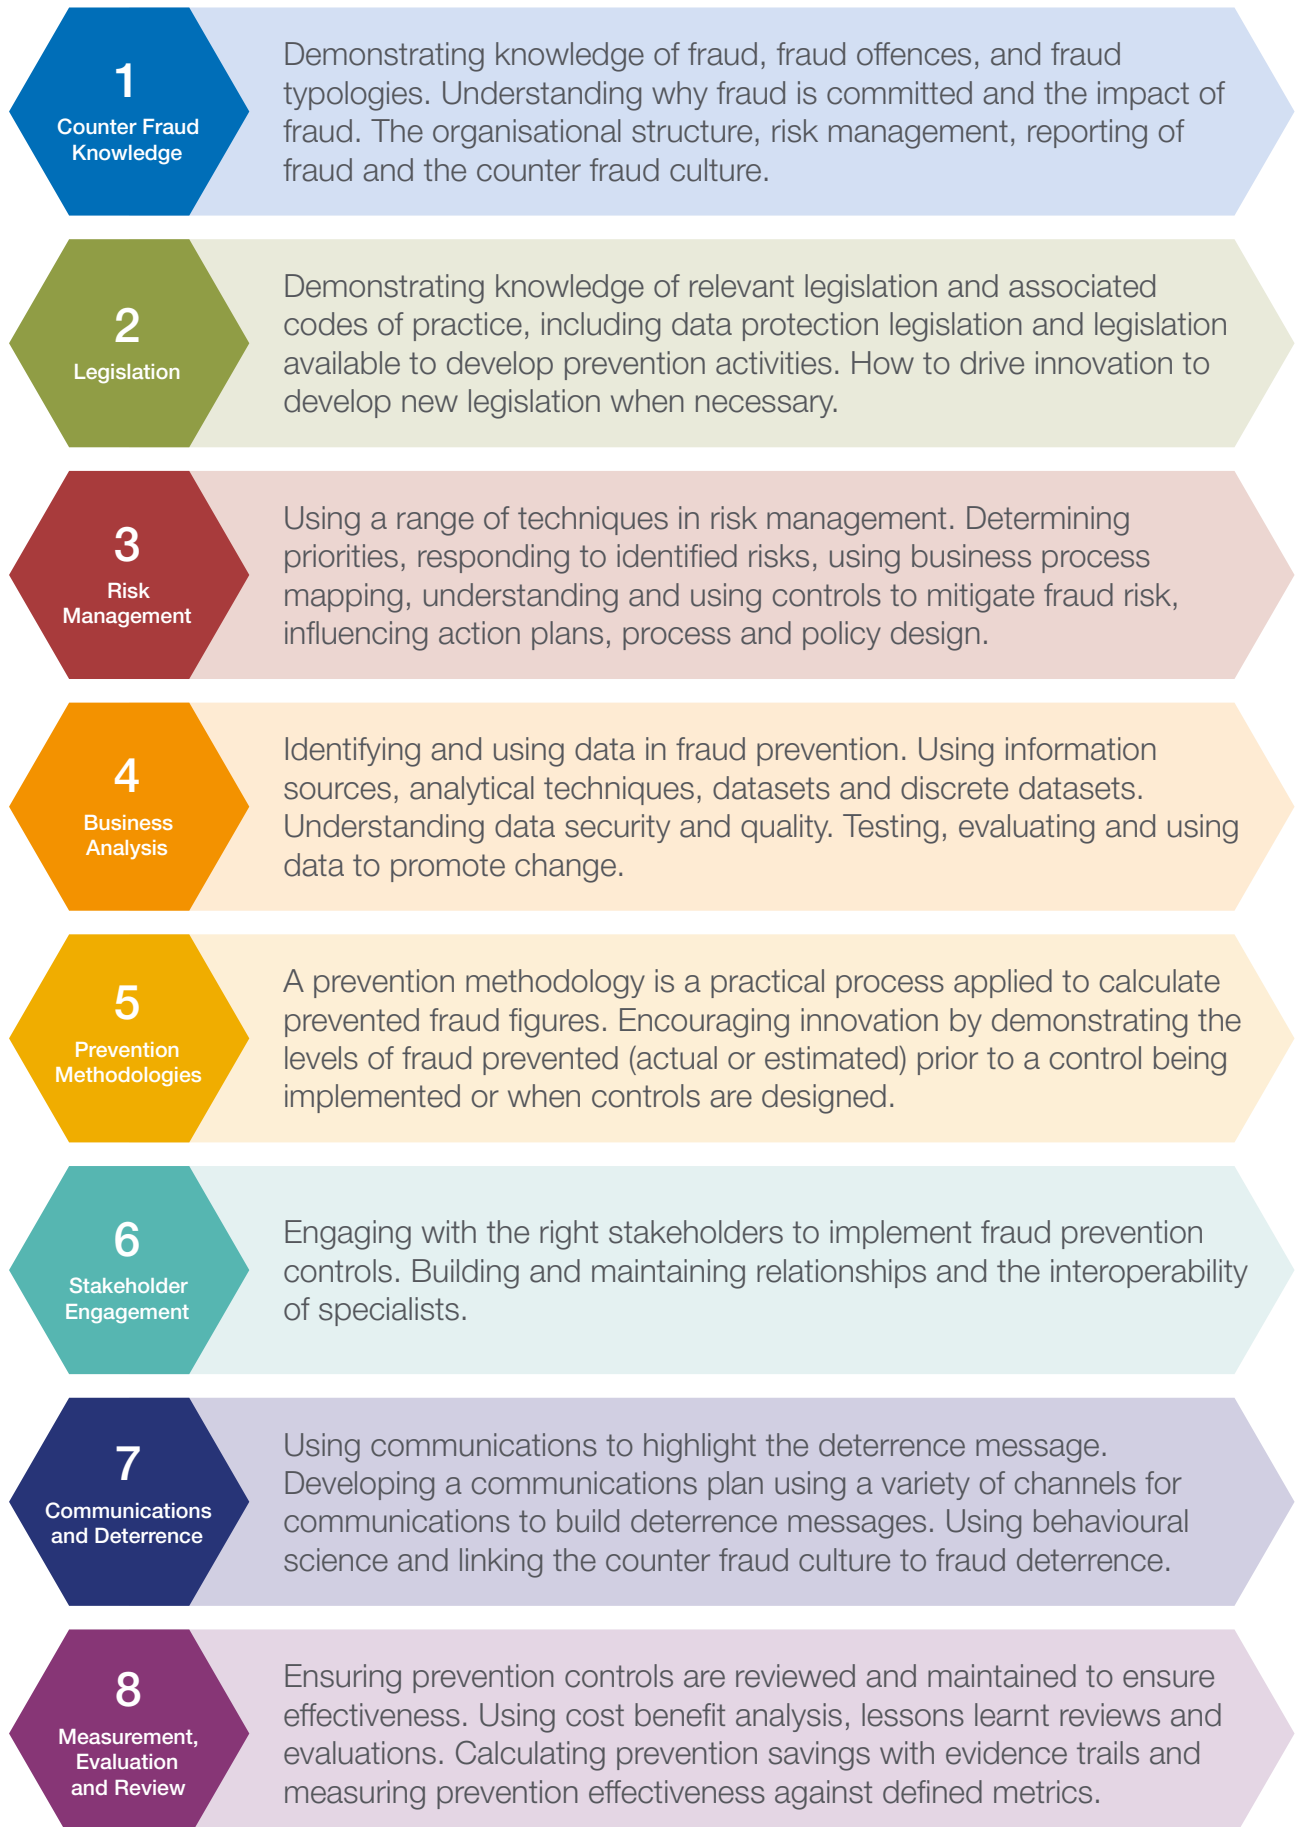 1
Counter Fraud
Knowledge
Demonstrating knowledge of fraud, fraud offences, and fraud
typologies. Understanding why fraud is committed and the impact of
fraud. The organisational structure, risk management, reporting of
fraud and the counter fraud culture.
2
Legislation
Demonstrating knowledge of relevant legislation and associated
codes of practice, including data protection legislation and legislation
available to develop prevention activities. How to drive innovation to
develop new legislation when necessary.
3
Risk
Management
Using a range of techniques in risk management. Determining
priorities, responding to identified risks, using business process
mapping, understanding and using controls to mitigate fraud risk,
influencing action plans, process and policy design.
4
Business
Analysis
Identifying and using data in fraud prevention. Using information
sources, analytical techniques, datasets and discrete datasets.
Understanding data security and quality. Testing, evaluating and using
data to promote change.
5
Prevention
Methodologies
A prevention methodology is a practical process applied to calculate
prevented fraud figures. Encouraging innovation by demonstrating the
levels of fraud prevented (actual or estimated) prior to a control being
implemented or when controls are designed.
6
Stakeholder
Engagement
Engaging with the right stakeholders to implement fraud prevention
controls. Building and maintaining relationships and the interoperability
of specialists.
7
Communications
and Deterrence
Using communications to highlight the deterrence message.
Developing a communications plan using a variety of channels for
communications to build deterrence messages. Using behavioural
science and linking the counter fraud culture to fraud deterrence.
8
Measurement,
Evaluation
and Review
Ensuring prevention controls are reviewed and maintained to ensure
effectiveness. Using cost benefit analysis, lessons learnt reviews and
evaluations. Calculating prevention savings with evidence trails and
measuring prevention effectiveness against defined metrics.